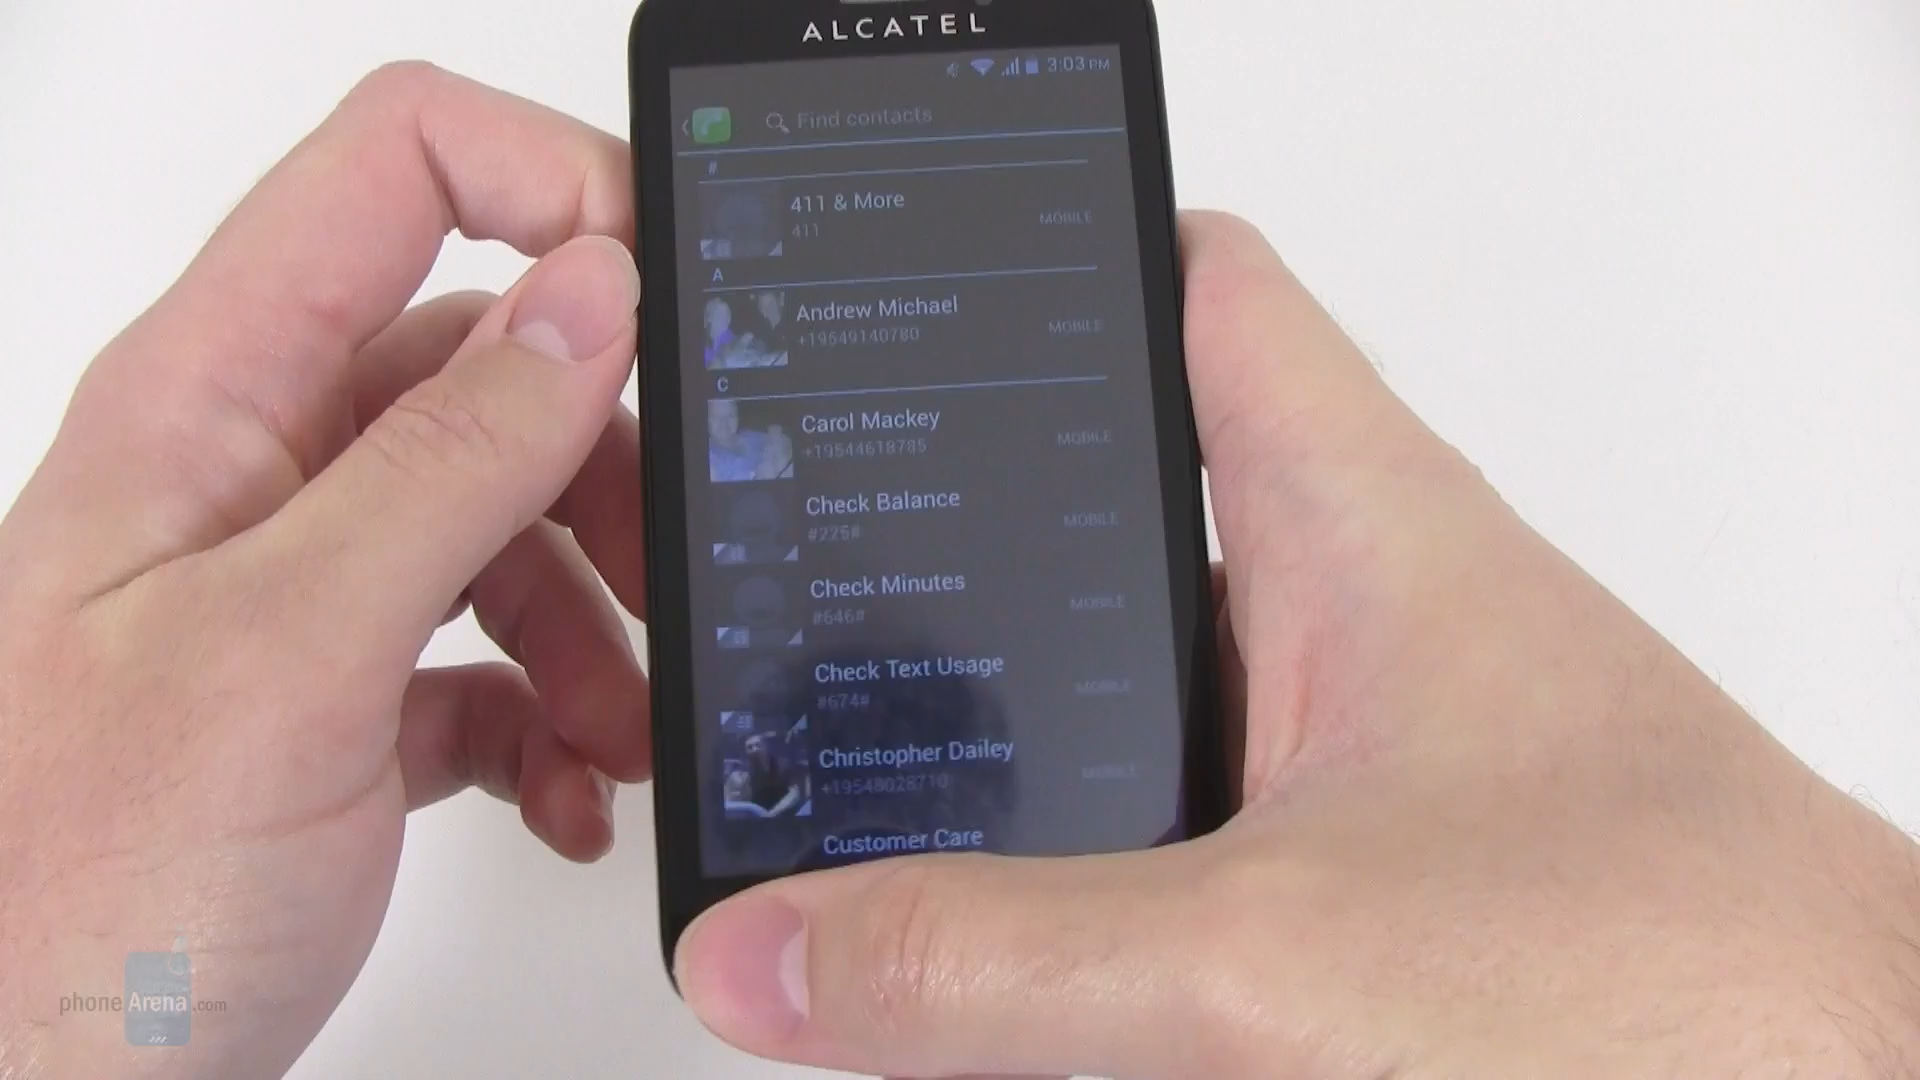 ALCATEL
3:03 PM
Find contacts
#
411 & More
411
MOBILE
A
Andrew Michael
+19549140780
MOBILE
C
Carol Mackey
+19544618785
MOBILE
Check Balance
#225#
MOBILE
Check Minutes
#646#
MOBILE
Check Text Usage
#674#
MOBILE
Christopher Dailey
+19548028710
MOBILE
Customer Care
phoneArena.com